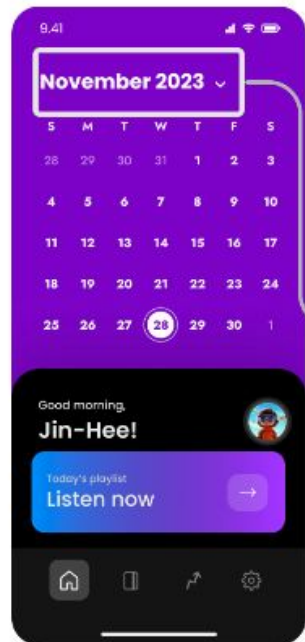 9.41
November 2023
S M T W T F S
28 29 30 31 1 2 3
4 5 6 7 8 9 10
11 12 13 14 15 16 17
18 19 20 21 22 23 24
25 26 27 28 29 30 1
Good morning,
Jin-Hee!
Today's playlist
Listen now